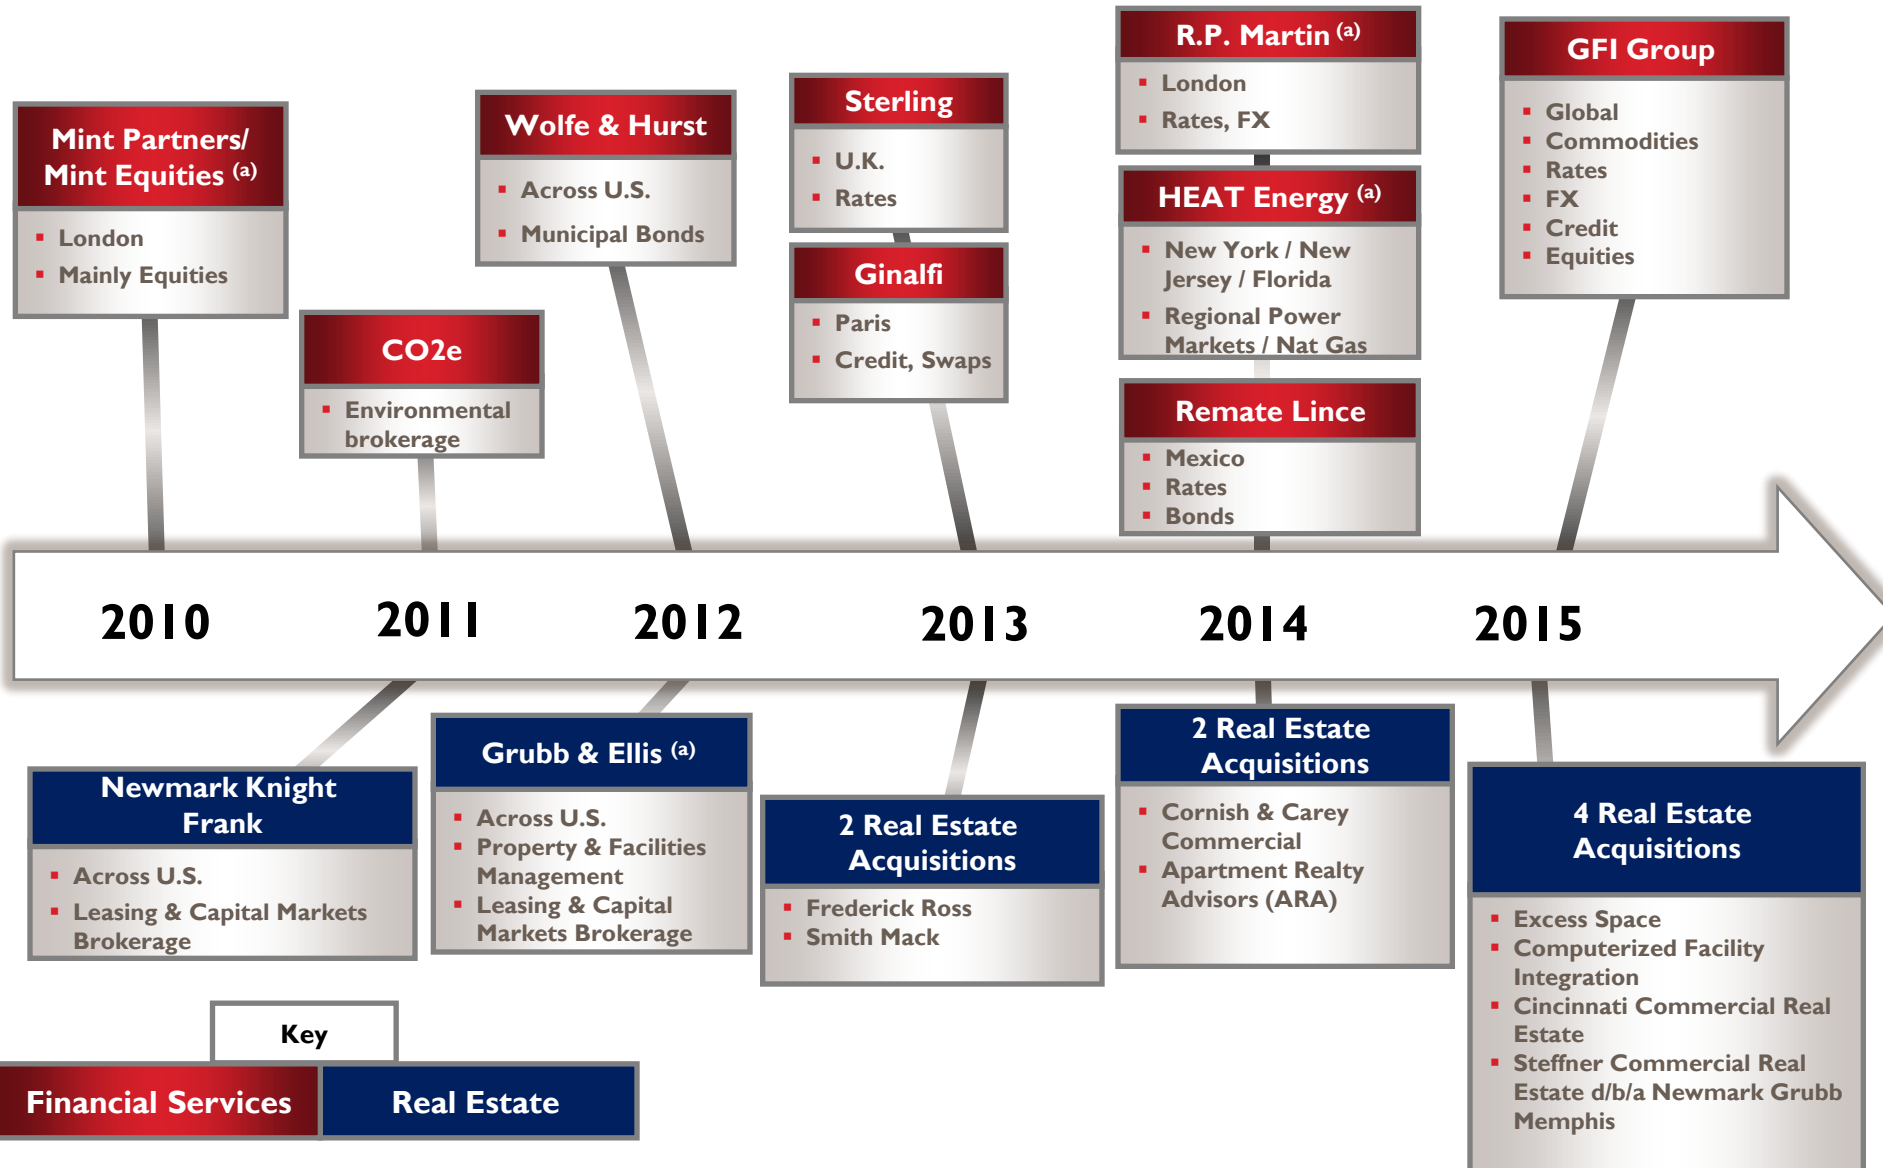 Mint Partners/
Mint Equities (a)
London
Mainly Equities
CO2e
Environmental
brokerage
Wolfe & Hurst
Across U.S.
Municipal Bonds
Sterling
U.K.
Rates
Ginalfi
Paris
Credit, Swaps
R.P. Martin (a)
London
Rates, FX
HEAT Energy (a)
New York / New
Jersey / Florida
Regional Power
Markets / Nat Gas
Remate Lince
Mexico
Rates
Bonds
GFI Group
Global
Commodities
Rates
FX
Credit
Equities
2010
2011
2012
2013
2014
2015
Newmark Knight
Frank
Across U.S.
Leasing & Capital Markets
Brokerage
Grubb & Ellis (a)
Across U.S.
Property & Facilities
Management
Leasing & Capital
Markets Brokerage
2 Real Estate
Acquisitions
Frederick Ross
Smith Mack
2 Real Estate
Acquisitions
Cornish & Carey
Commercial
Apartment Realty
Advisors (ARA)
4 Real Estate
Acquisitions
Excess Space
Computerized Facility
Integration
Cincinnati Commercial Real
Estate
Steffner Commercial Real
Estate d/b/a Newmark Grubb
Memphis
Key
Financial Services
Real Estate